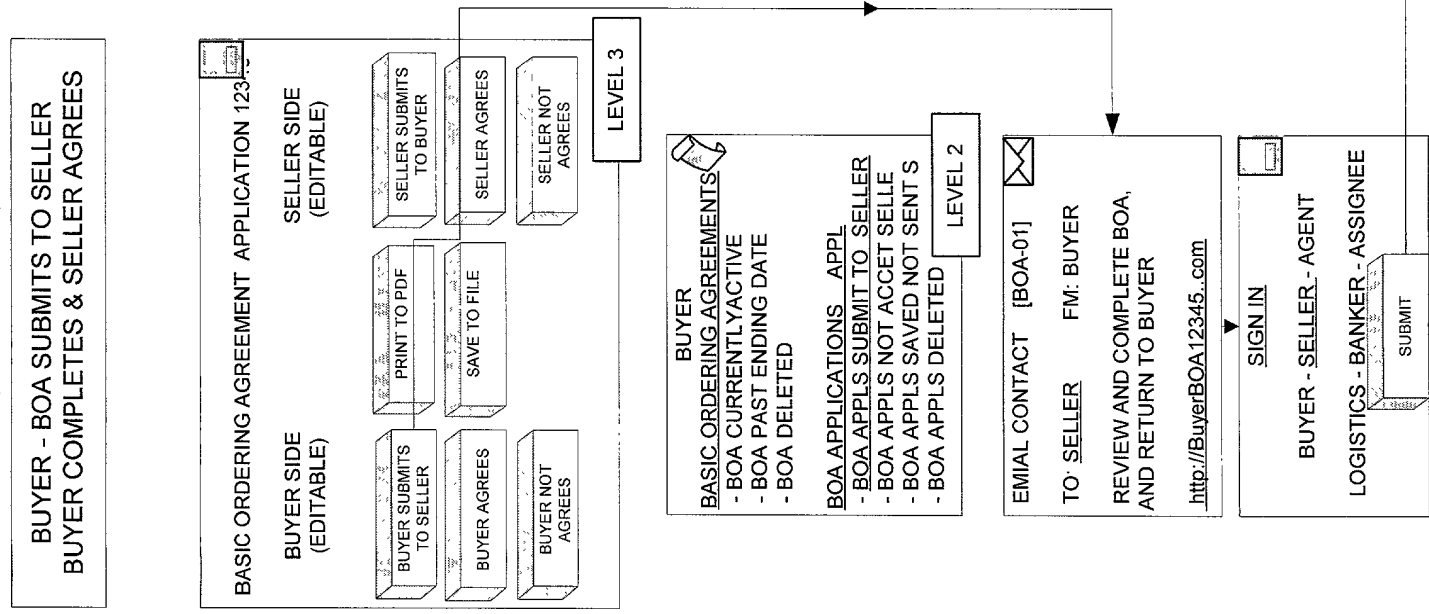 BUYER - BOA SUBMITS TO SELLER
BUYER COMPLETES & SELLER AGREES
BASIC ORDERING AGREEMENT APPLICATION
BUYER SIDE
(EDITABLE)
SELLER SIDE
(EDITABLE)
BUYER SUBMITS
TO SELLER
PRINT TO PDF
SELLER SUBMITS
TO BUYER
BUYER AGREES
SAVE TO FILE
SELLER AGREES
BUYER NOT
AGREES
SELLER NOT
AGREES
LEVEL 3
BUYER
BASIC ORDERING AGREEMENTS
- BOA CURRENTLYACTIVE
- BOA PAST ENDING DATE
- BOA DELETED
BOA APPLICATIONS APPL
- BOA APPLS SUBMIT TO SELLER
- BOA APPLS NOT ACCET SELLE
- BOA APPLS SAVED NOT SENT S
- BOA APPLS DELETED
LEVEL 2
EMIAL CONTACT [BOA-01]
TO: SELLER FM: BUYER
REVIEW AND COMPLETE BOA,
AND RETURN TO BUYER
http://BuyerBOA12345..com
SIGN IN
BUYER - SELLER - AGENT
LOGISTICS - BANKER - ASSIGNEE
SUBMIT